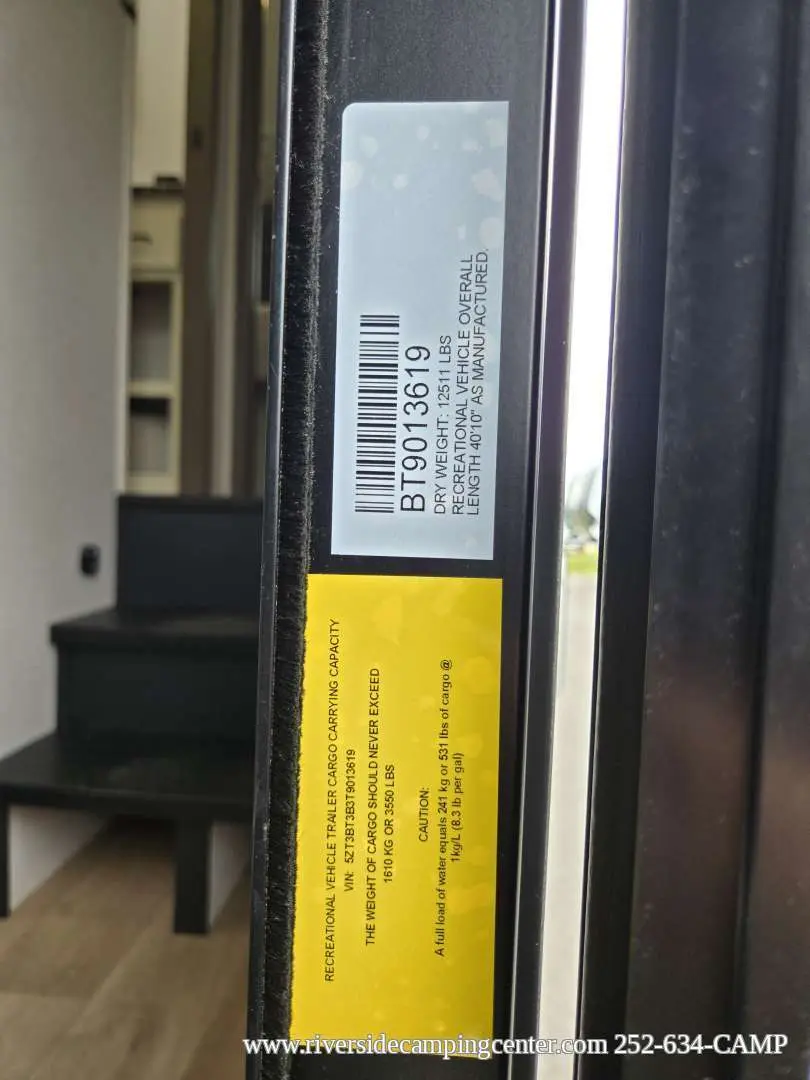 BT9013619
DRY WEIGHT: 12511 LBS
RECREATIONAL VEHICLE OVERALL
LENGTH 40'10" AS MANUFACTURED.
RECREATIONAL VEHICLE TRAILER CARGO CARRYING CAPACITY
VIN: 5ZT3BT3B3T9013619
THE WEIGHT OF CARGO SHOULD NEVER EXCEED
1610 KG OR 3550 LBS
CAUTION:
A full load of water equals 241 kg or 531 lbs of cargo @
1kg/L (8.3 lb per gal)
www.riversidecampingcenter.com 252-634-CAMP